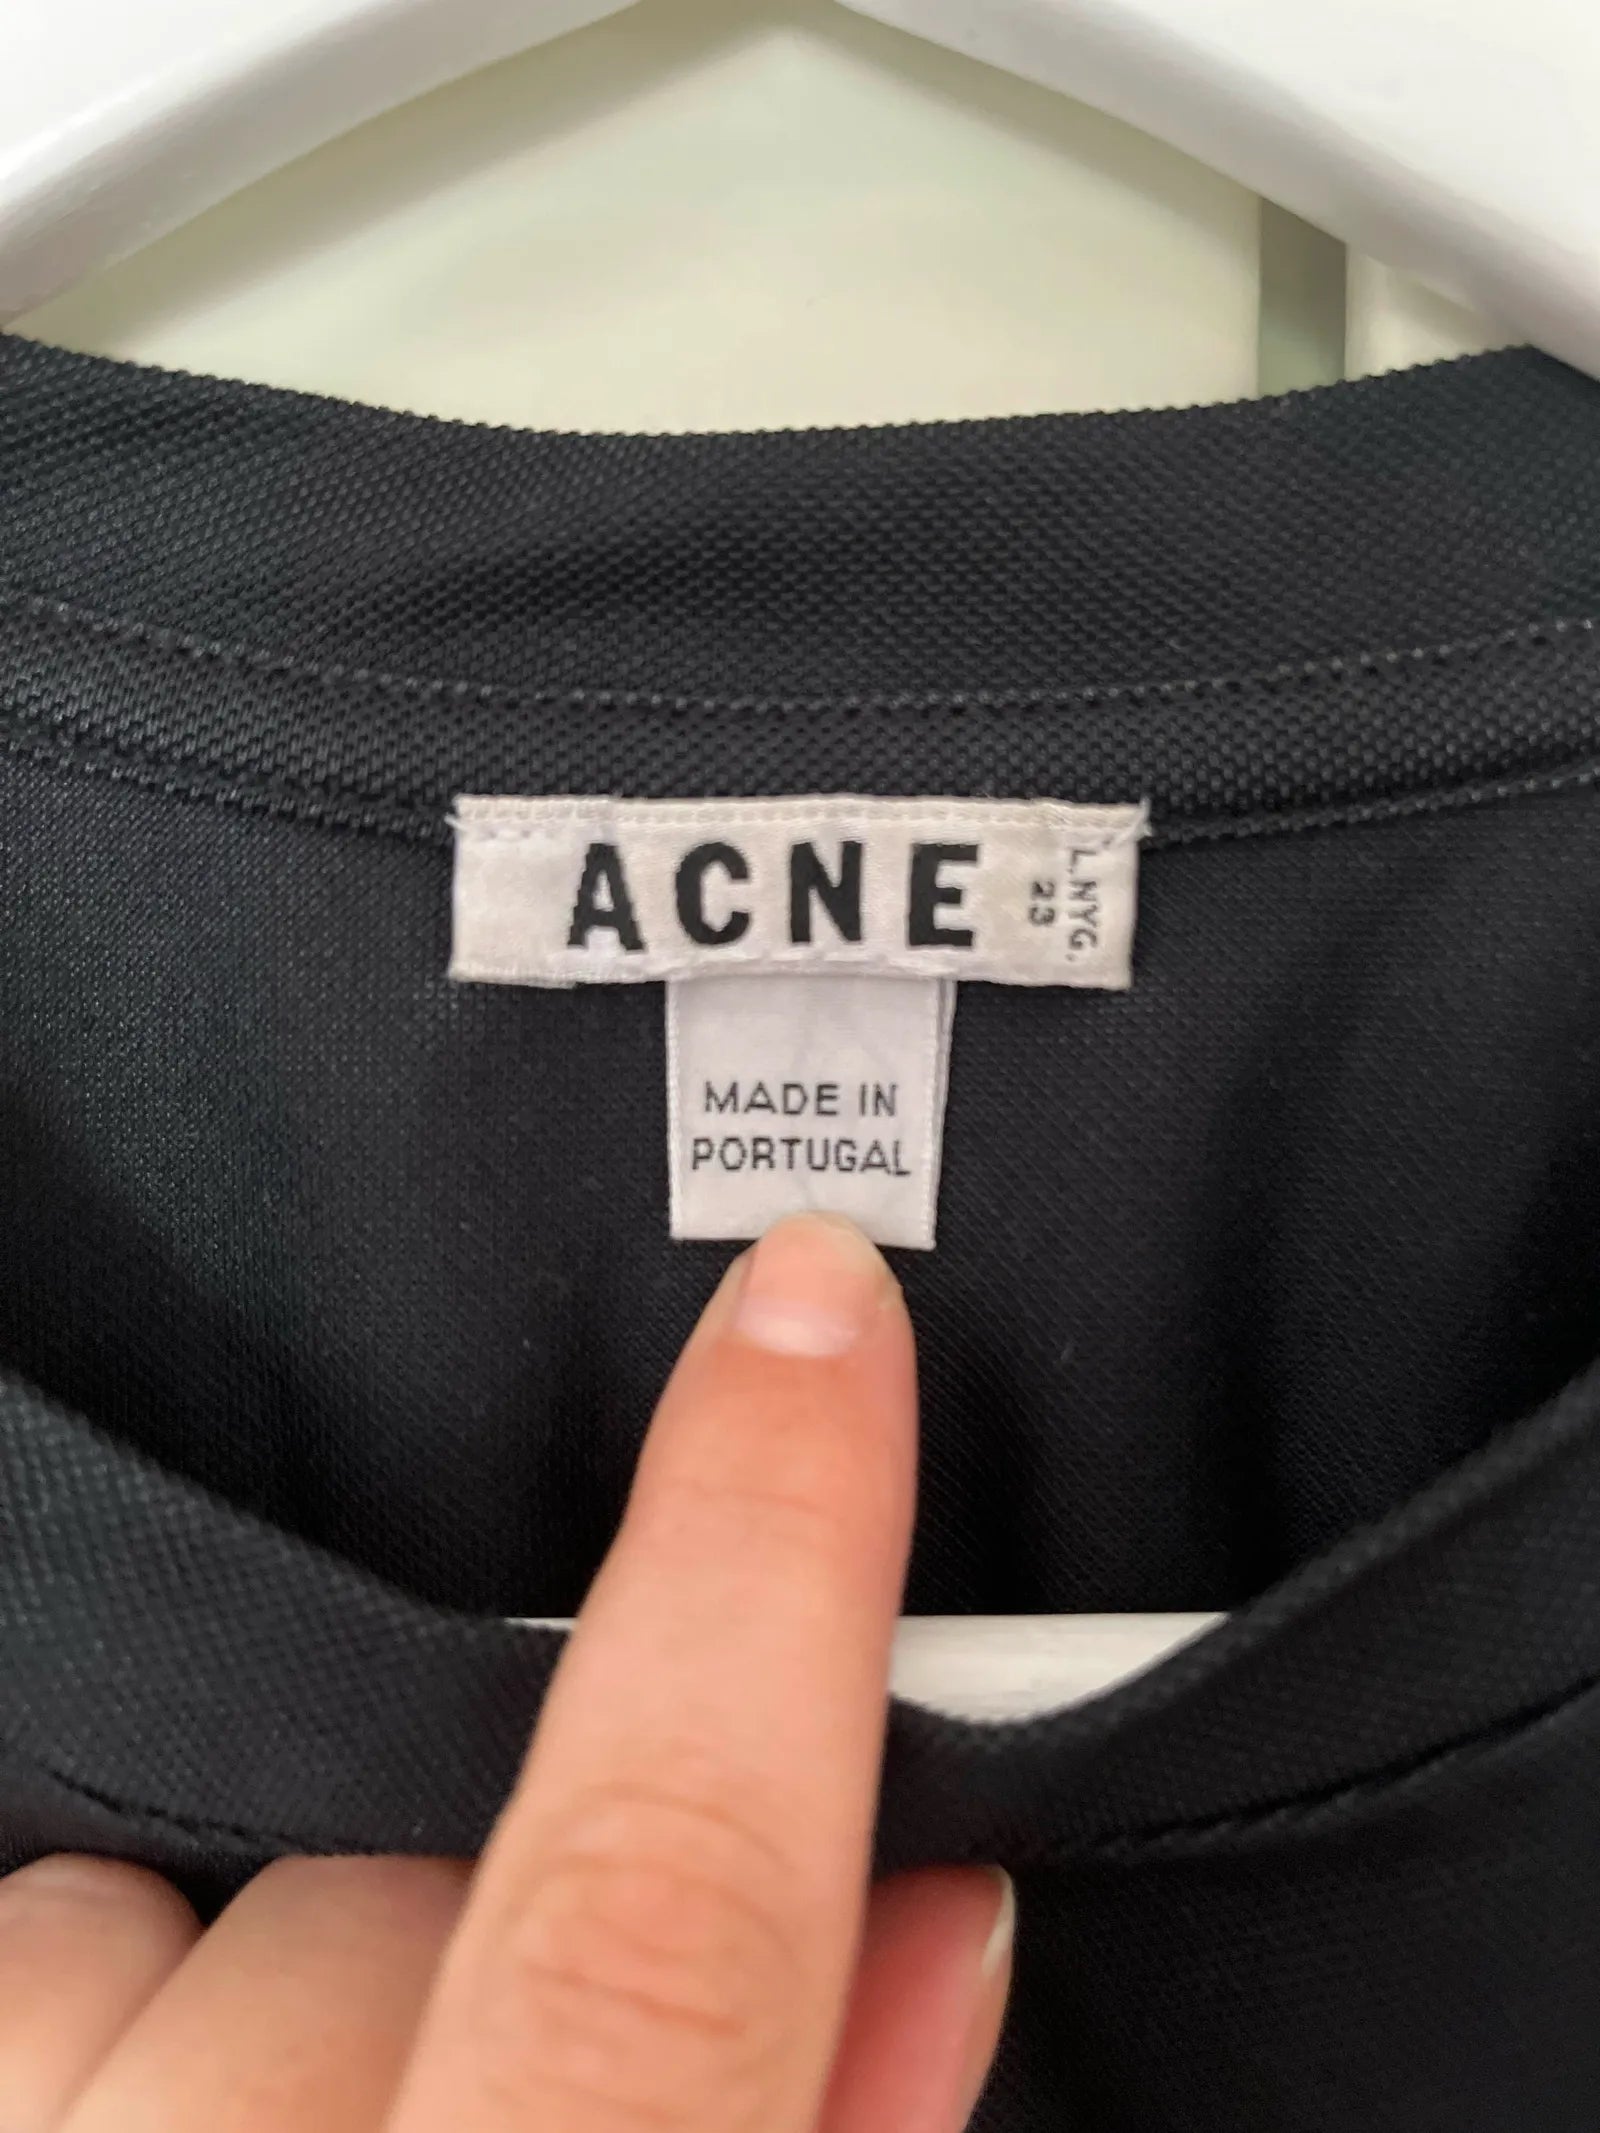 ACNE
L.NYG.
23
MADE IN
PORTUGAL